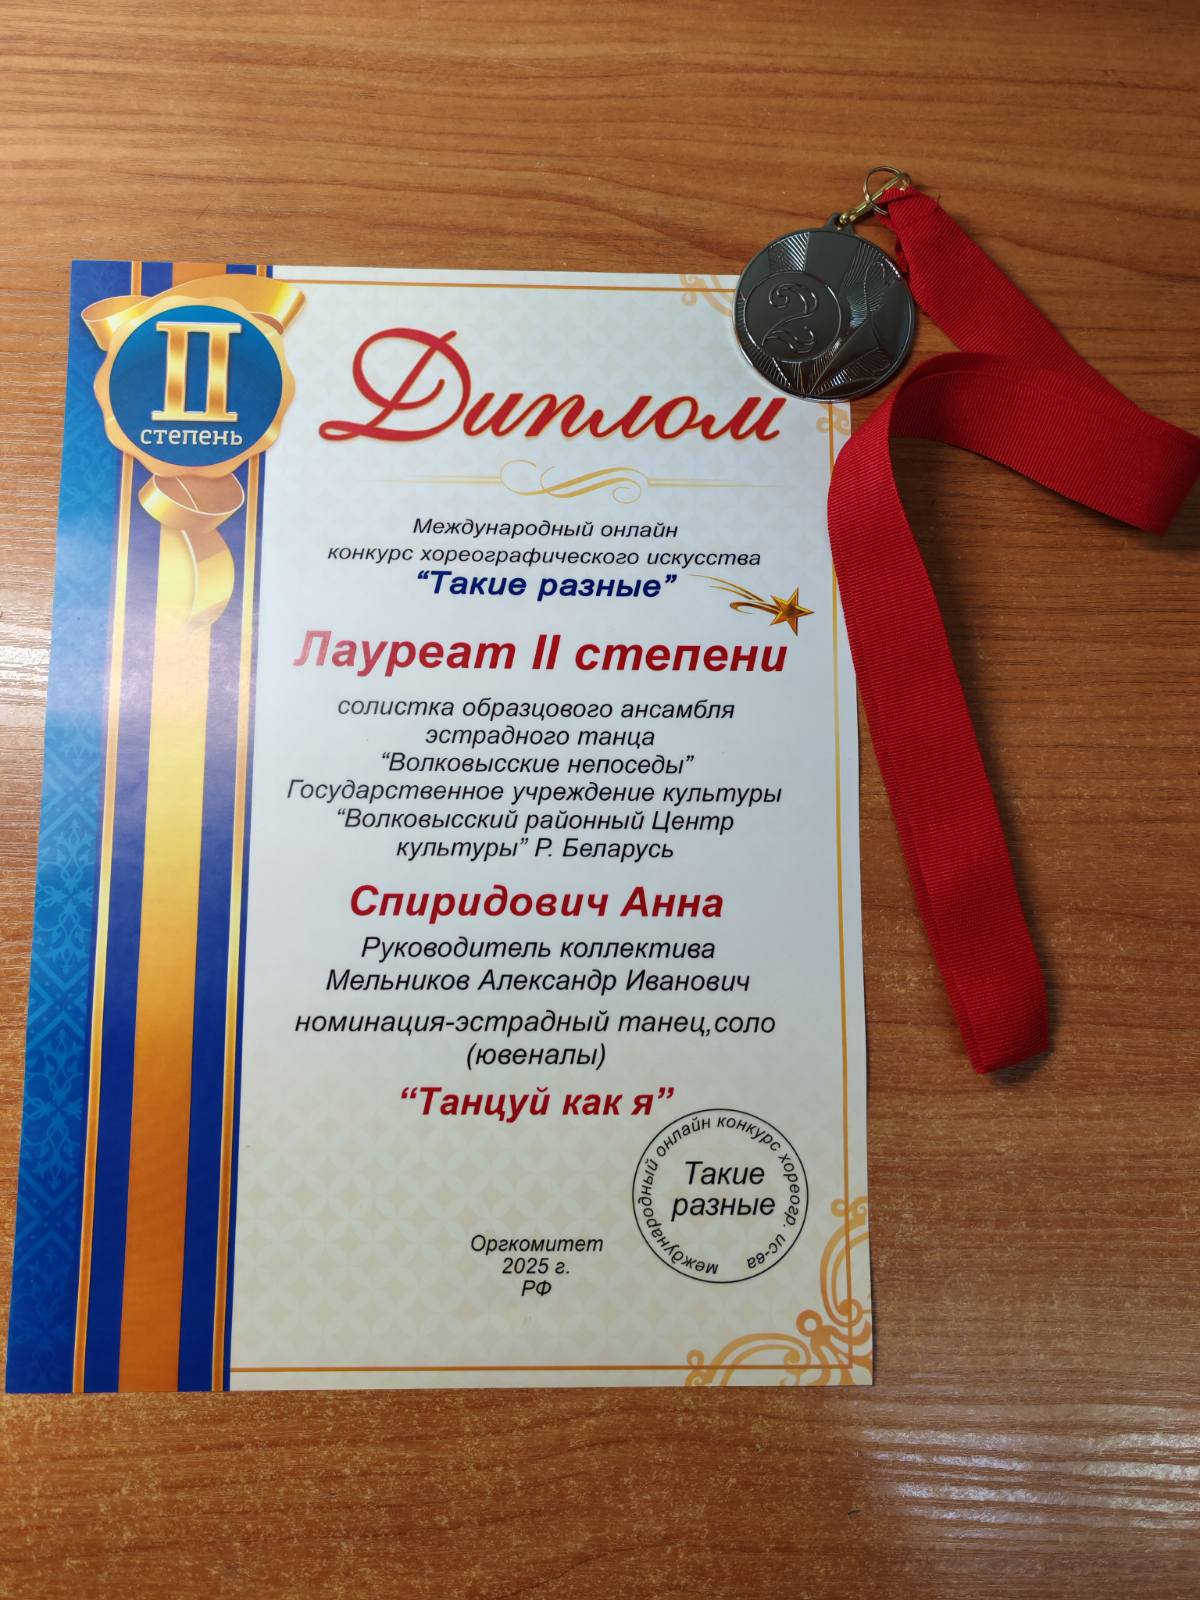 II
степень
2
Диплом
Международный онлайн
конкурс хореографического искусства
“Такие разные”
Лауреат II степени
солистка образцового ансамбля
эстрадного танца
“Волковысские непоседы”
Государственное учреждение культуры
“Волковысский районный Центр
культуры” Р. Беларусь
Спиридович Анна
Руководитель коллектива
Мельников Александр Иванович
номинация-эстрадный танец,соло
(ювеналы)
“Танцуй как я”
международный онлайн конкурс хореогр. ис-ва
Такие
разные
Оргкомитет
2025 г.
РФ